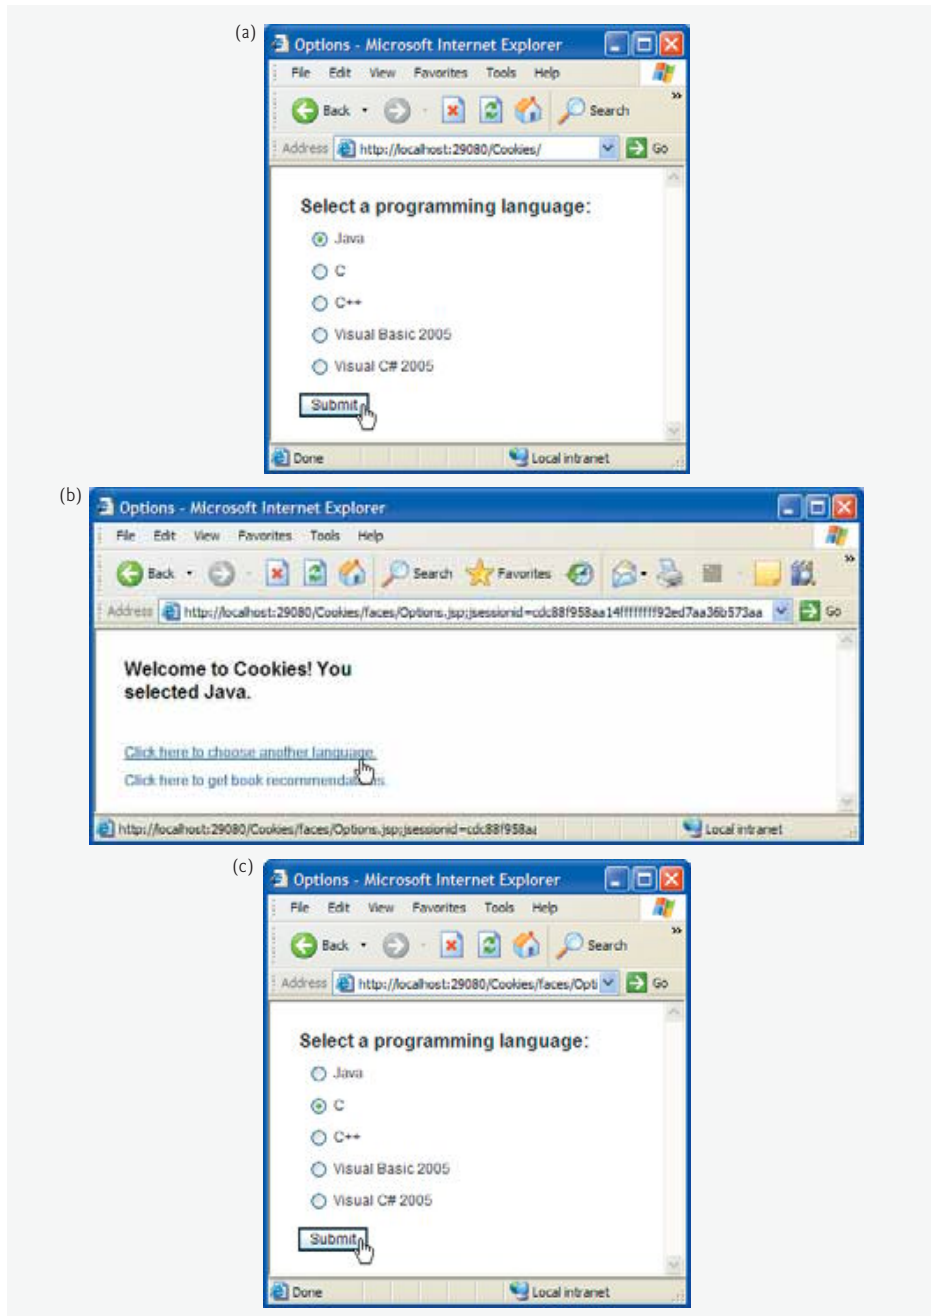 (a)
Options - Microsoft Internet Explorer
File Edit View Favorites Tools Help
Back Search »
Address http://localhost:29080/Cookies/ Go
Select a programming language:
Java
C
C++
Visual Basic 2005
Visual C# 2005
Submit
Done Local intranet
(b)
Options - Microsoft Internet Explorer
File Edit View Favorites Tools Help
Back Search Favorites »
Address http://localhost:29080/Cookies/faces/Options.jsp;jsessionid=cdc88f958aa14ffffffff92ed7aa36b573aa Go
Welcome to Cookies! You
selected Java.
Click here to choose another language.
Click here to get book recommendations.
http://localhost:29080/Cookies/faces/Options.jsp;jsessionid=cdc88f958aa Local intranet
(c)
Options - Microsoft Internet Explorer
File Edit View Favorites Tools Help
Back Search »
Address http://localhost:29080/Cookies/faces/Opti Go
Select a programming language:
Java
C
C++
Visual Basic 2005
Visual C# 2005
Submit
Done Local intranet